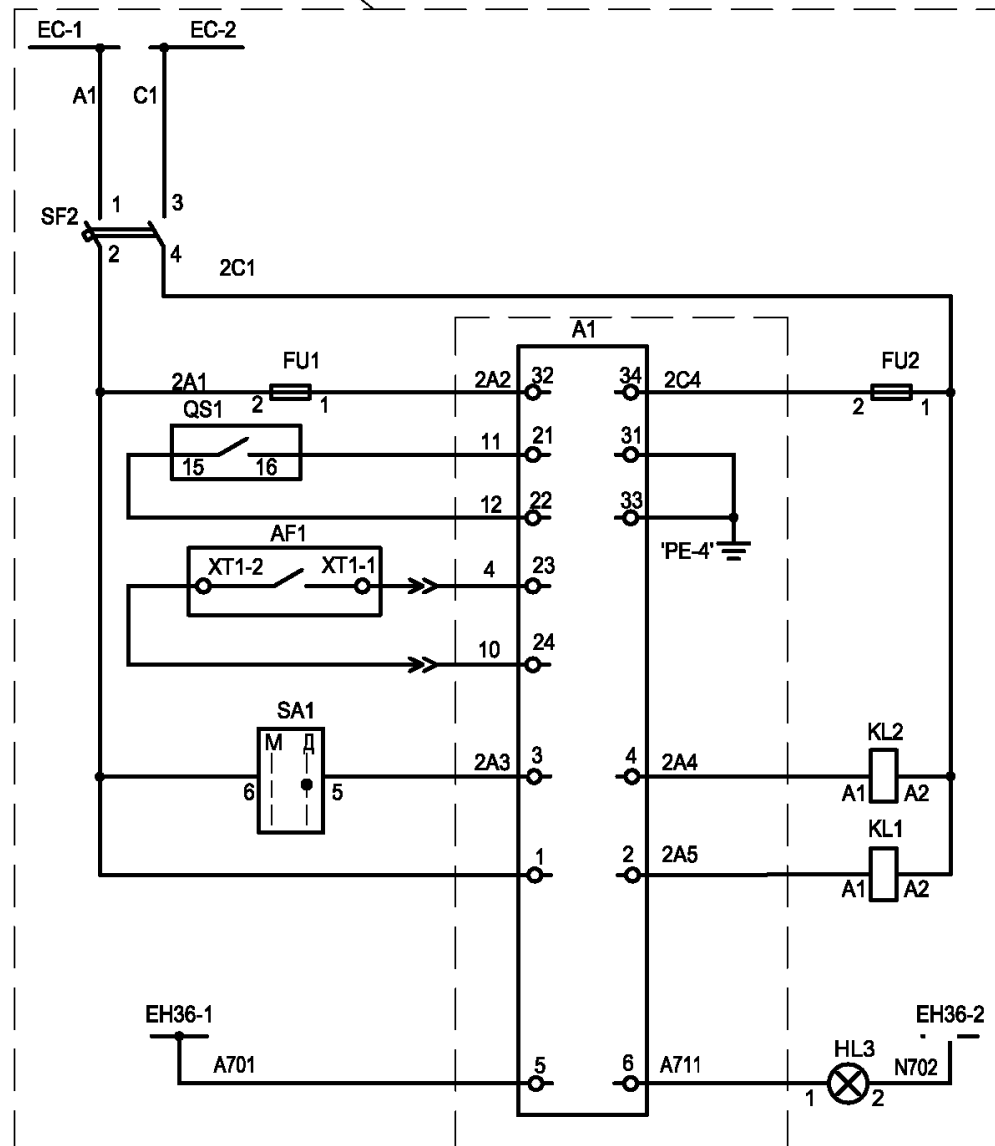 EC-1 EC-2
A1 C1
1 3
SF2
2 4
2C1
A1
FU1 FU2
2A1 2A2 32 34 2C4
2 1 2 1
QS1
11 21 31
15 16
12 22 33
AF1 'PE-4'
XT1-2 XT1-1 4 23
10 24
SA1
М Д KL2
2A3 3 4 2A4
6 5 A1 A2
KL1
1 2 2A5
A1 A2
EH36-1 EH36-2
HL3
A701 5 6 A711 N702
1 2